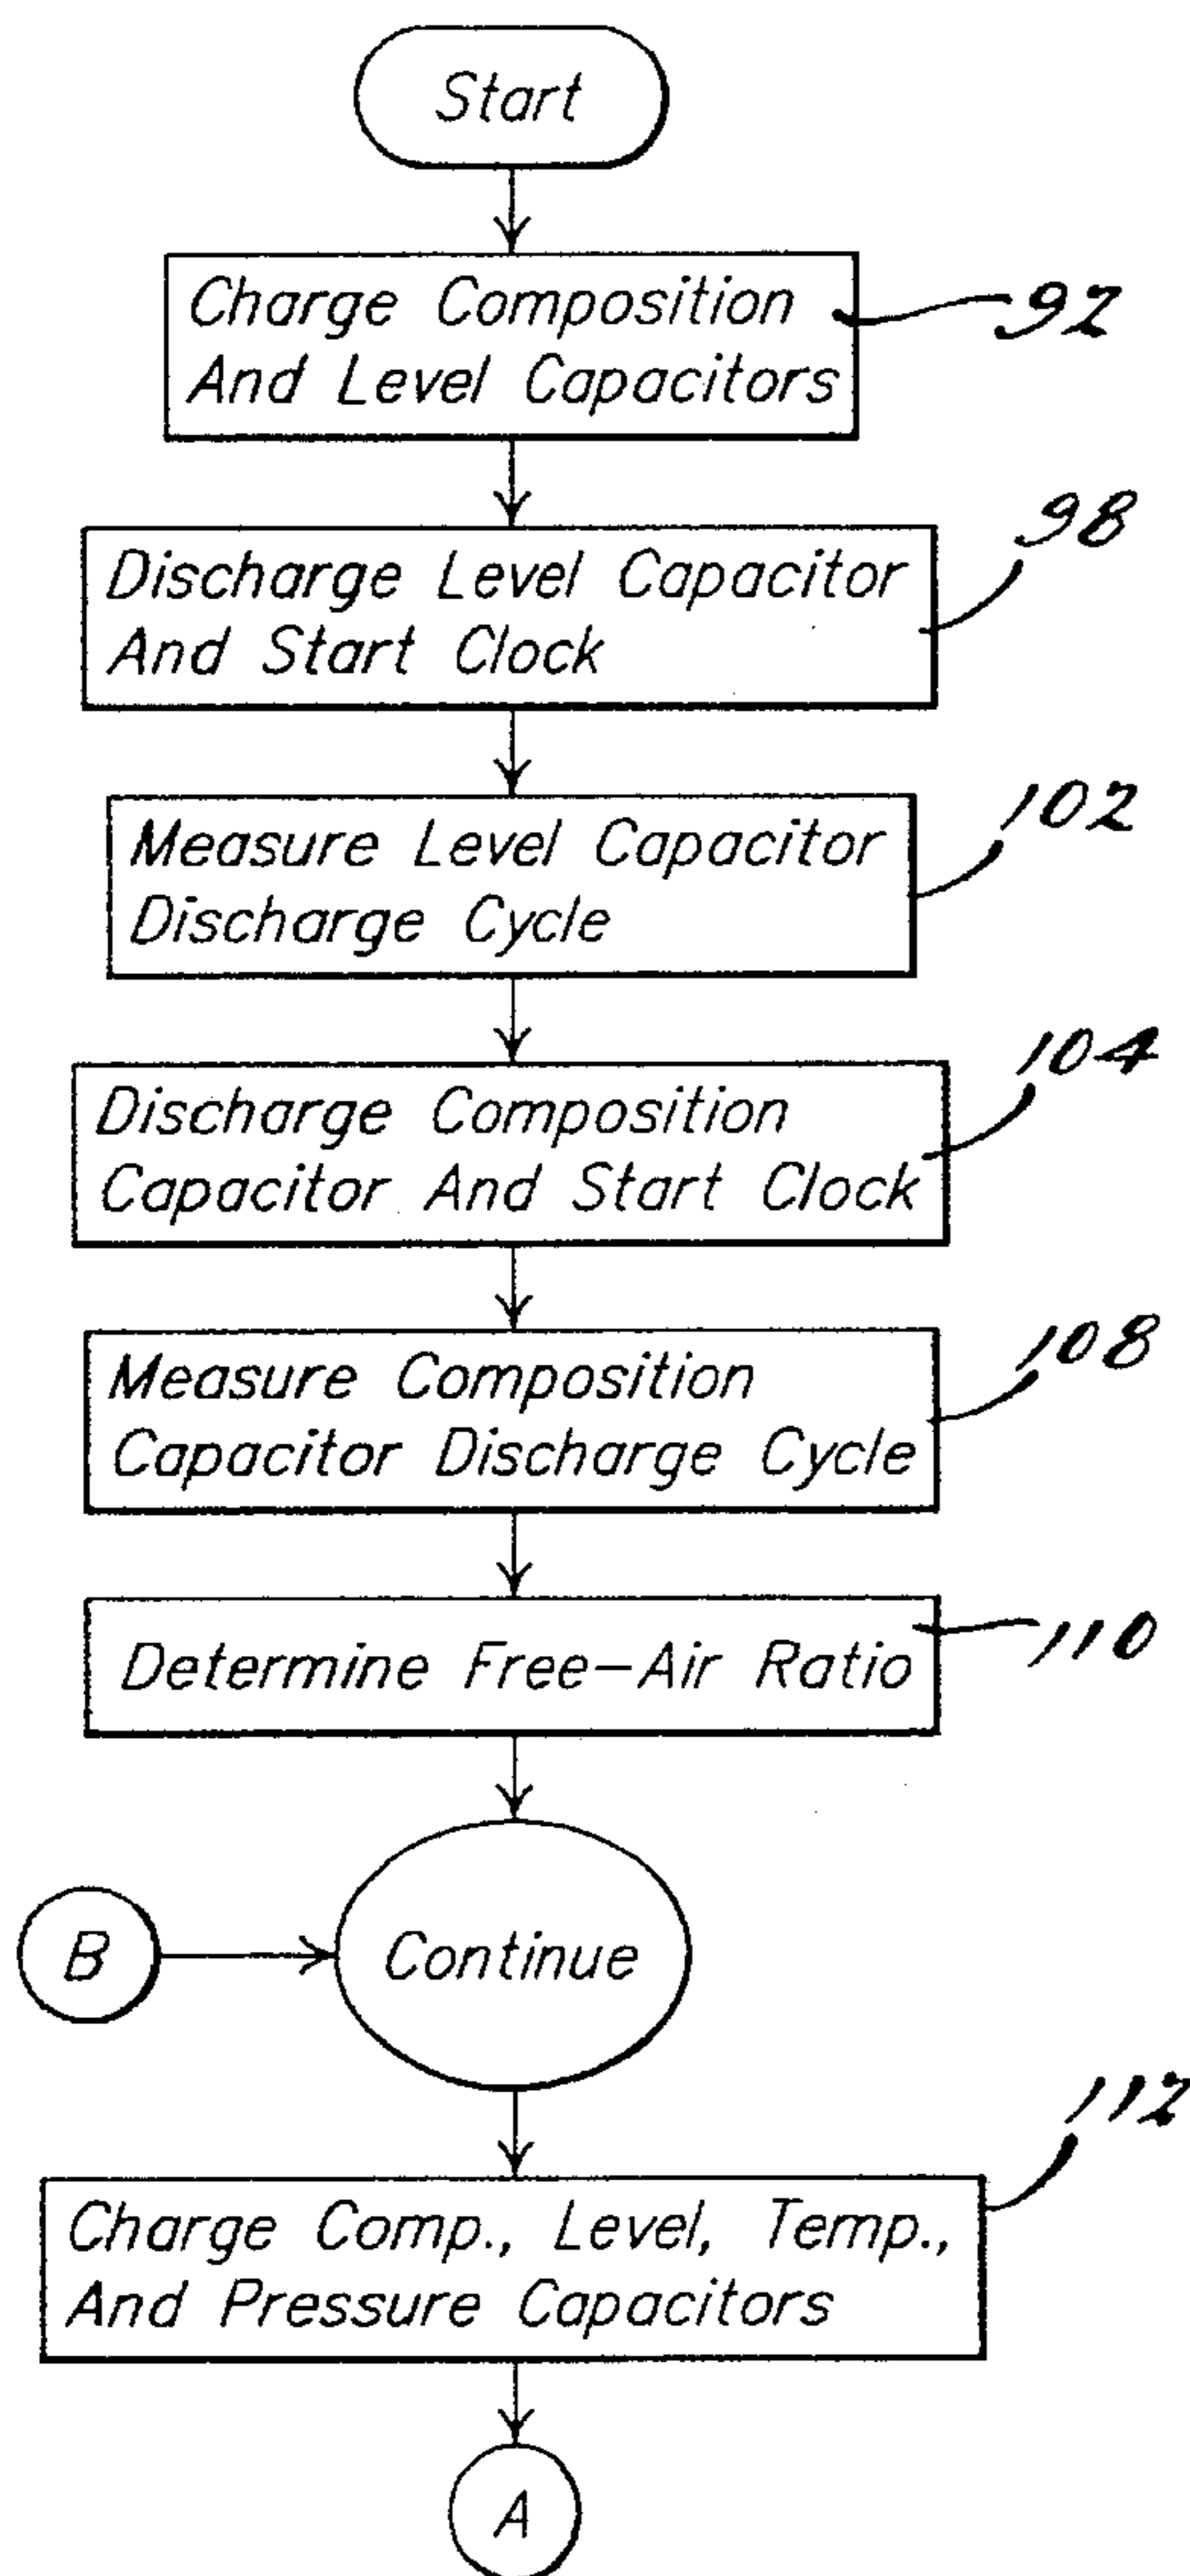 Start
Charge Composition
And Level Capacitors
92
98
Discharge Level Capacitor
And Start Clock
102
Measure Level Capacitor
Discharge Cycle
104
Discharge Composition
Capacitor And Start Clock
108
Measure Composition
Capacitor Discharge Cycle
110
Determine Free-Air Ratio
B
Continue
112
Charge Comp., Level, Temp.,
And Pressure Capacitors
A